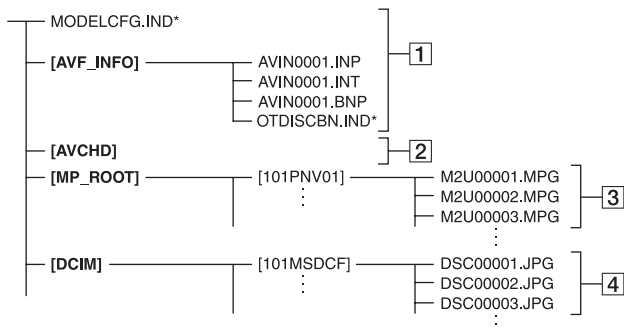 MODELCFG.IND*
[AVF_INFO] AVIN0001.INP
AVIN0001.INT
1
AVIN0001.BNP
OTDISCBN.IND*
[AVCHD] 2
[MP_ROOT] [101PNV01] M2U00001.MPG
M2U00002.MPG 3
M2U00003.MPG
[DCIM] [101MSDCF] DSC00001.JPG
DSC00002.JPG 4
DSC00003.JPG